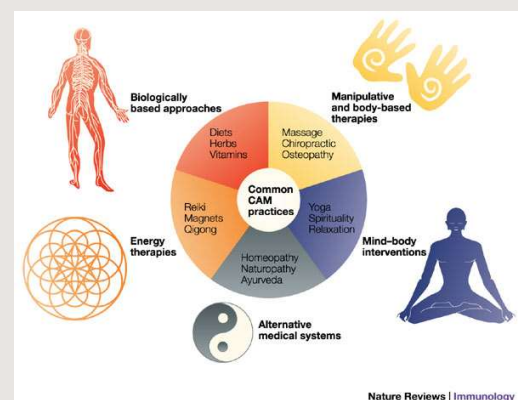 Biologically
based approaches
Manipulative
and body-based
therapies
Diets
Herbs
Vitamins
Massage
Chiropractic
Osteopathy
Common
CAM
practices
Reiki
Magnets
Qigong
Yoga
Spirituality
Relaxation
Energy
therapies
Mind–body
interventions
Homeopathy
Naturopathy
Ayurveda
Alternative
medical systems
Nature Reviews | Immunology